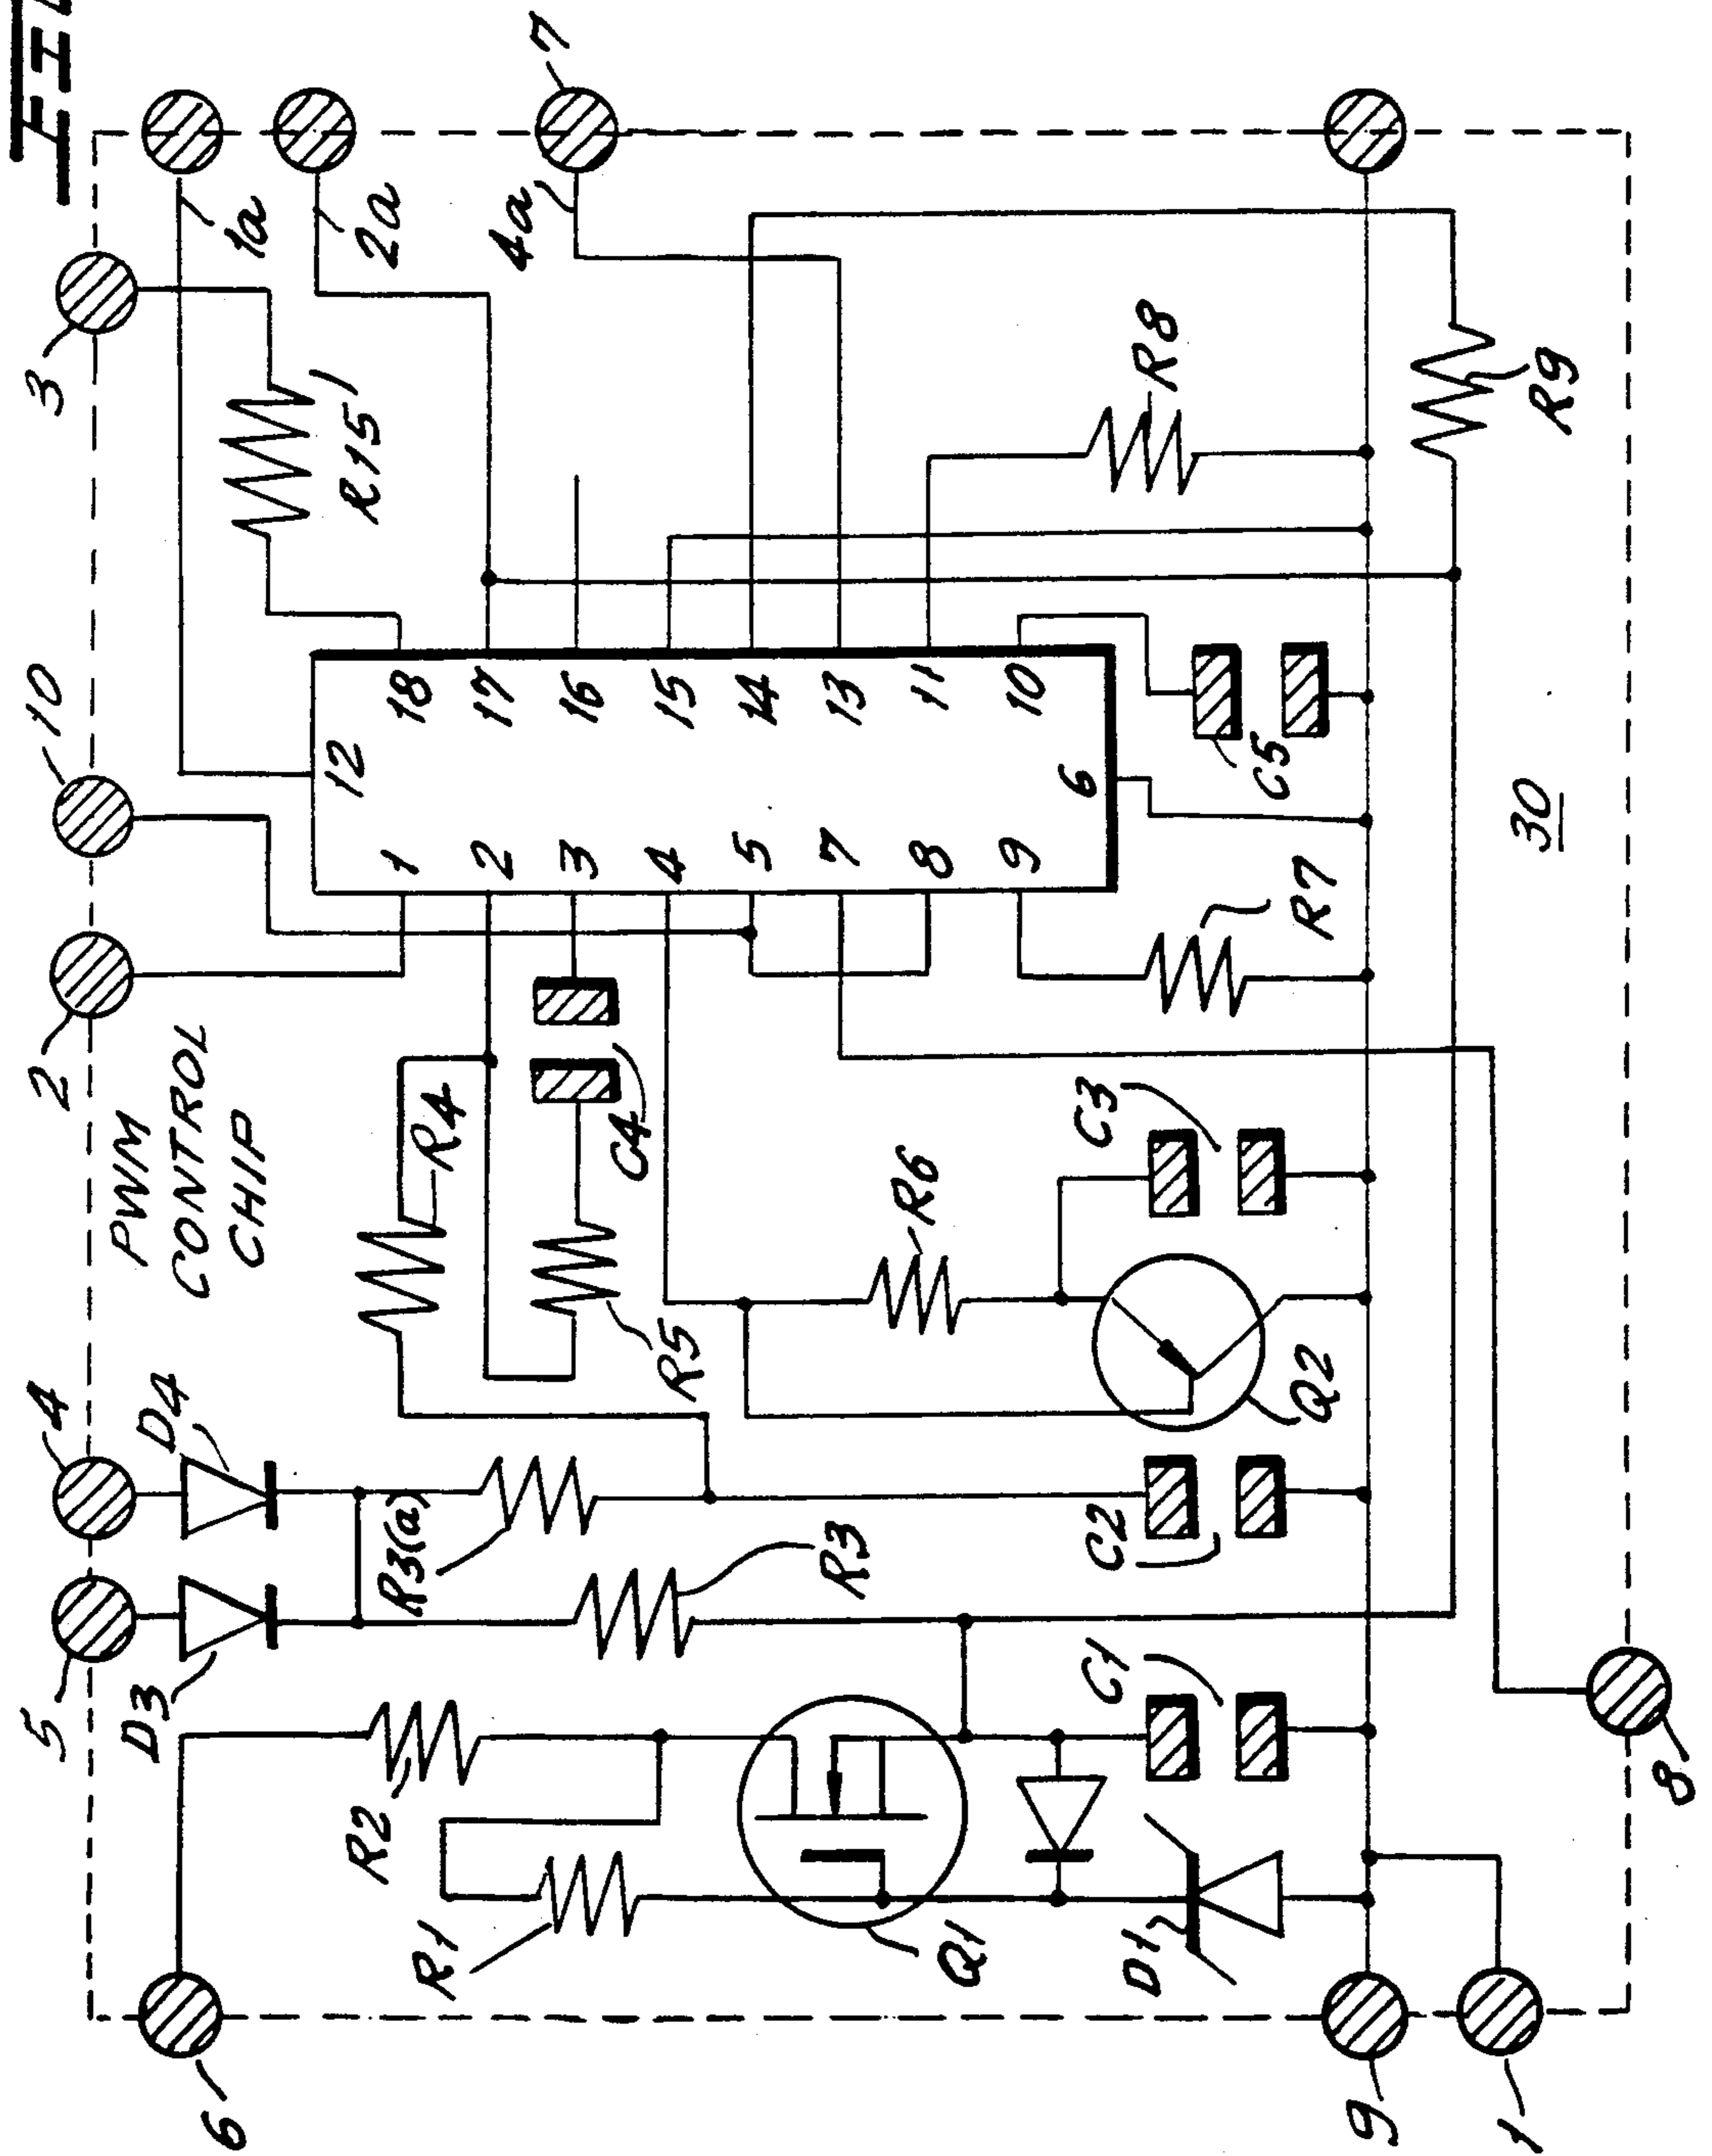 3
10
2
4
5
7
PWM
CONTROL
CHIP
D4
D3
1a
2a
4a
R15
R4
C4
R5
R3(a)
R3
R2
R1
Q1
R6
C3
C2
C1
Q2
D1
R7
C5
R8
R9
12
1
2
3
4
5
7
8
9
18
17
16
15
14
13
11
10
6
30
6
9
1
8